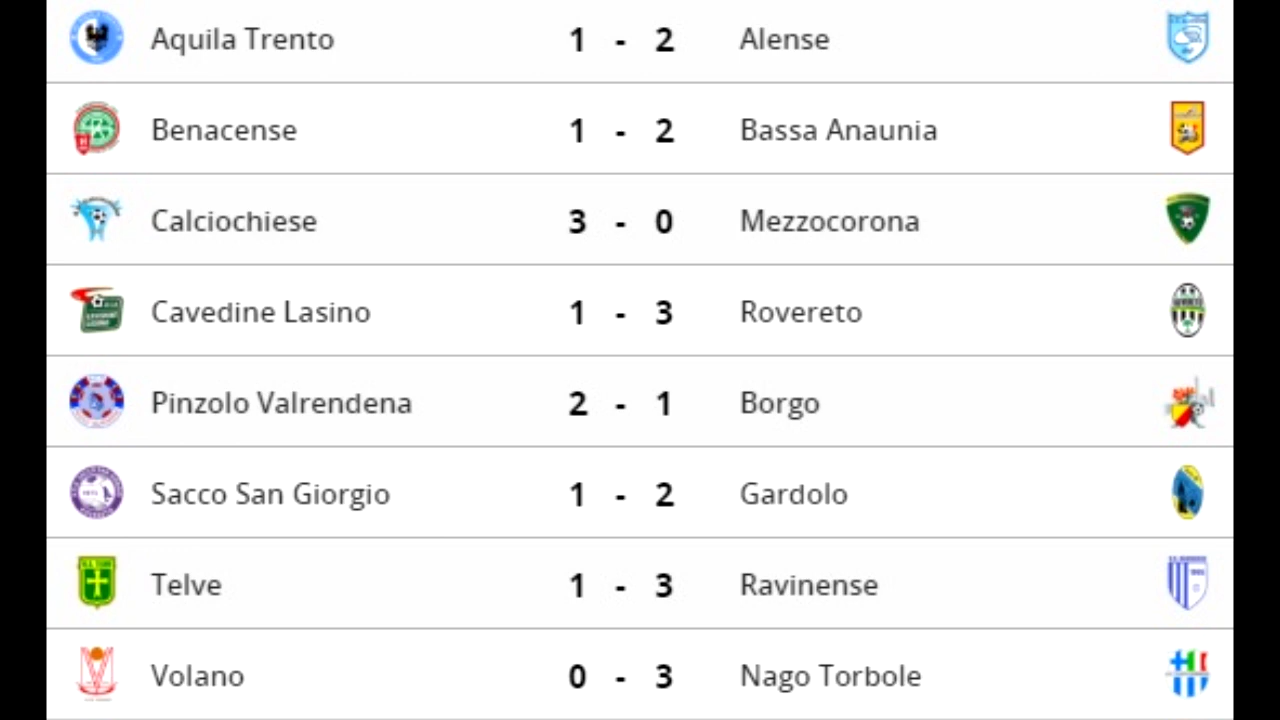 Aquila Trento 1 - 2 Alense
Benacense 1 - 2 Bassa Anaunia
Calciochiese 3 - 0 Mezzocorona
Cavedine Lasino 1 - 3 Rovereto
Pinzolo Valrendena 2 - 1 Borgo
Sacco San Giorgio 1 - 2 Gardolo
Telve 1 - 3 Ravinense
Volano 0 - 3 Nago Torbole